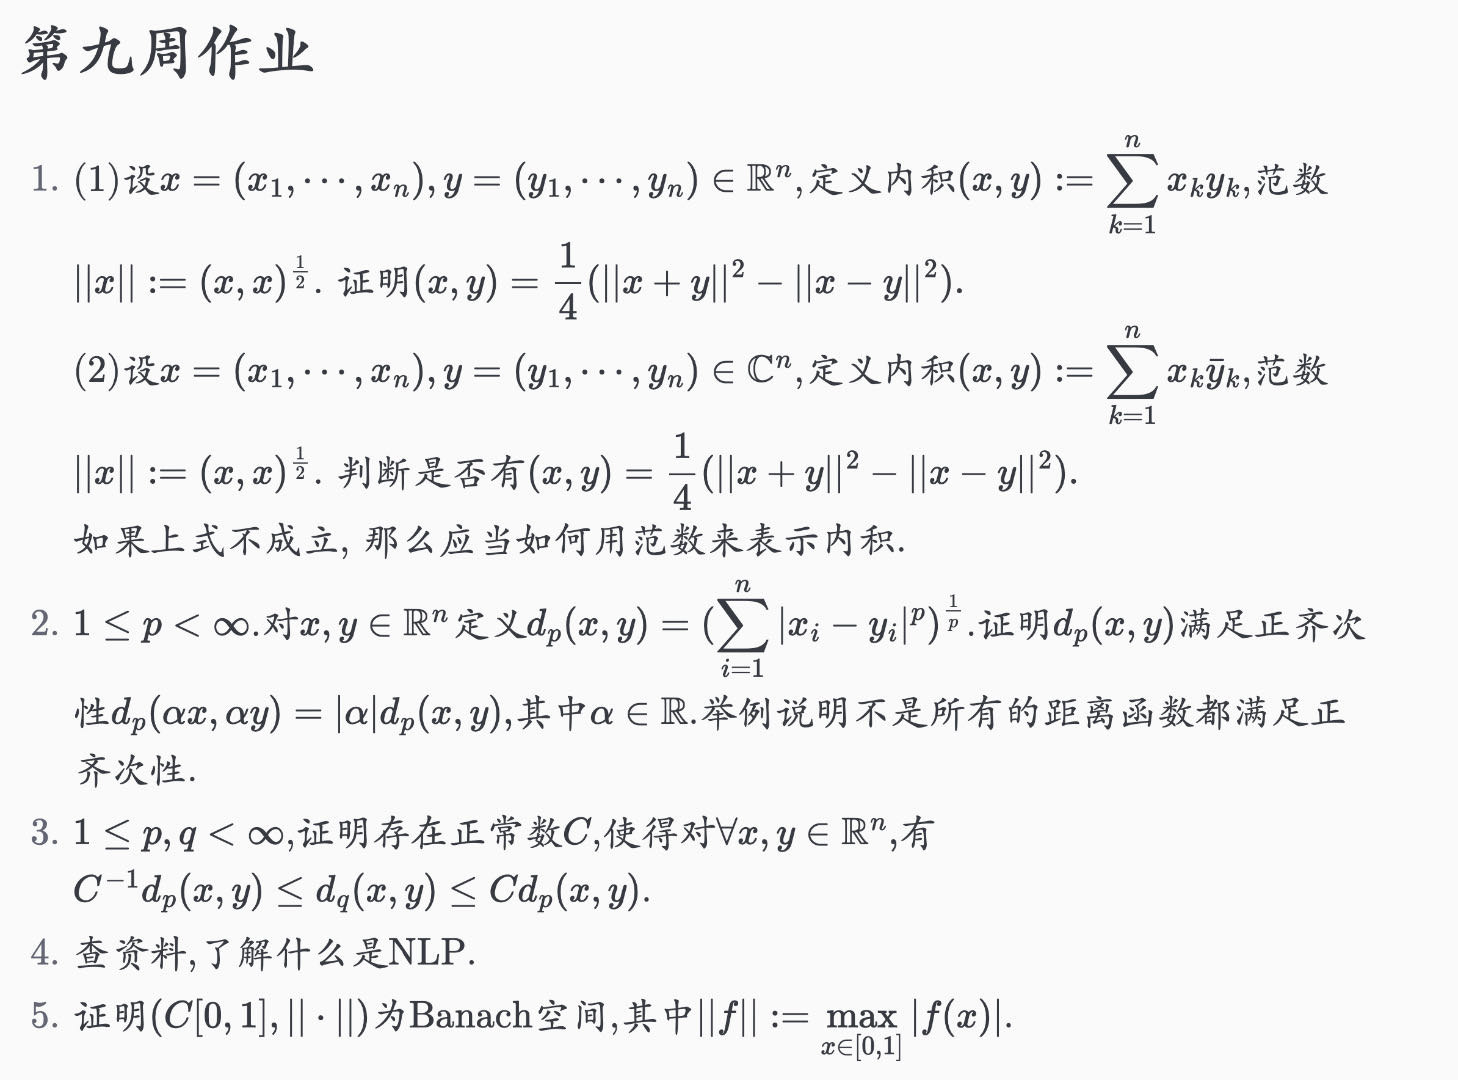 第九周作业
1. (1)设$x = (x_1, \cdots, x_n), y = (y_1, \cdots, y_n) \in \mathbb{R}^n$,定义内积$(x, y) := \sum_{k=1}^{n} x_k y_k$,范数
$||x|| := (x, x)^{\frac{1}{2}}$. 证明$(x, y) = \frac{1}{4}(||x + y||^2 - ||x - y||^2)$.
(2)设$x = (x_1, \cdots, x_n), y = (y_1, \cdots, y_n) \in \mathbb{C}^n$,定义内积$(x, y) := \sum_{k=1}^{n} x_k \bar{y}_k$,范数
$||x|| := (x, x)^{\frac{1}{2}}$. 判断是否有$(x, y) = \frac{1}{4}(||x + y||^2 - ||x - y||^2)$.
如果上式不成立, 那么应当如何用范数来表示内积.
2. $1 \leq p < \infty$.对$x, y \in \mathbb{R}^n$定义$d_p(x, y) = (\sum_{i=1}^{n} |x_i - y_i|^p)^{\frac{1}{p}}$.证明$d_p(x, y)$满足正齐次
性$d_p(\alpha x, \alpha y) = |\alpha| d_p(x, y)$,其中$\alpha \in \mathbb{R}$.举例说明不是所有的距离函数都满足正
齐次性.
3. $1 \leq p, q < \infty$,证明存在正常数$C$,使得对$\forall x, y \in \mathbb{R}^n$,有
$C^{-1} d_p(x, y) \leq d_q(x, y) \leq C d_p(x, y)$.
4. 查资料,了解什么是NLP.
5. 证明$(C[0, 1], || \cdot ||)$为Banach空间,其中$||f|| := \max_{x \in [0,1]} |f(x)|$.